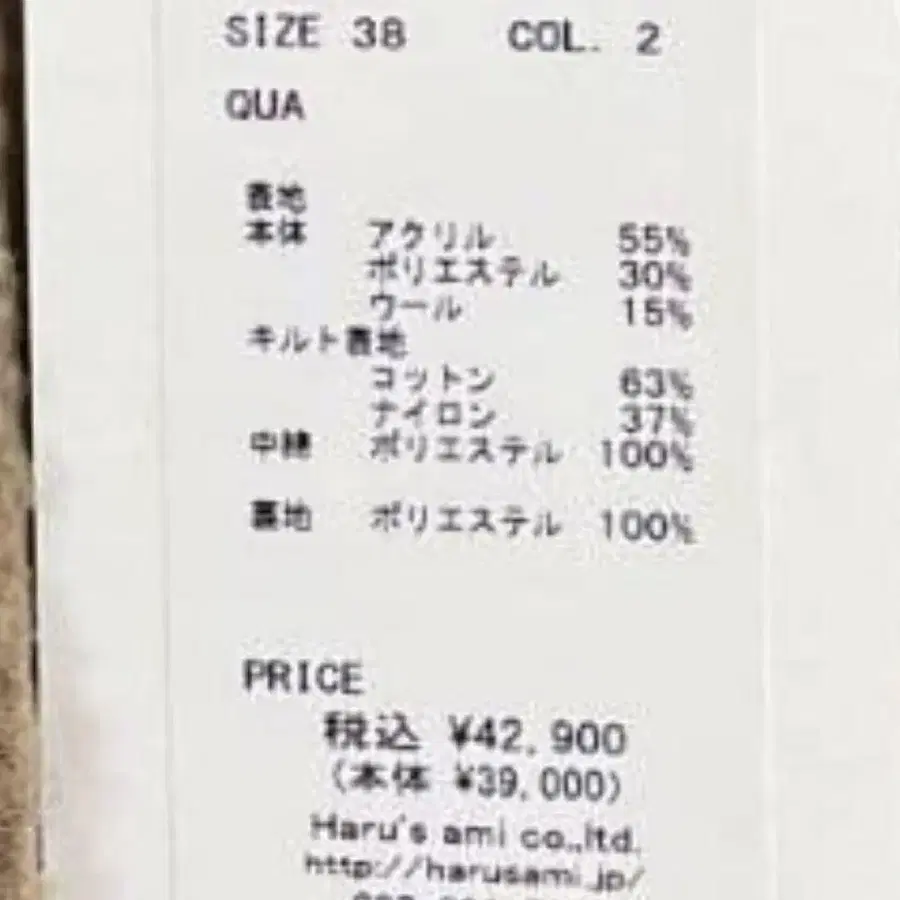 SIZE 38 COL. 2
QUA
表地
本体 アクリル 55%
ポリエステル 30%
ウール 15%
キルト表地
コットン 63%
ナイロン 37%
中綿 ポリエステル 100%
裏地 ポリエステル 100%
PRICE
税込 ¥42,900
(本体 ¥39,000)
Haru's ami co.,ltd.
http://harusami.jp/